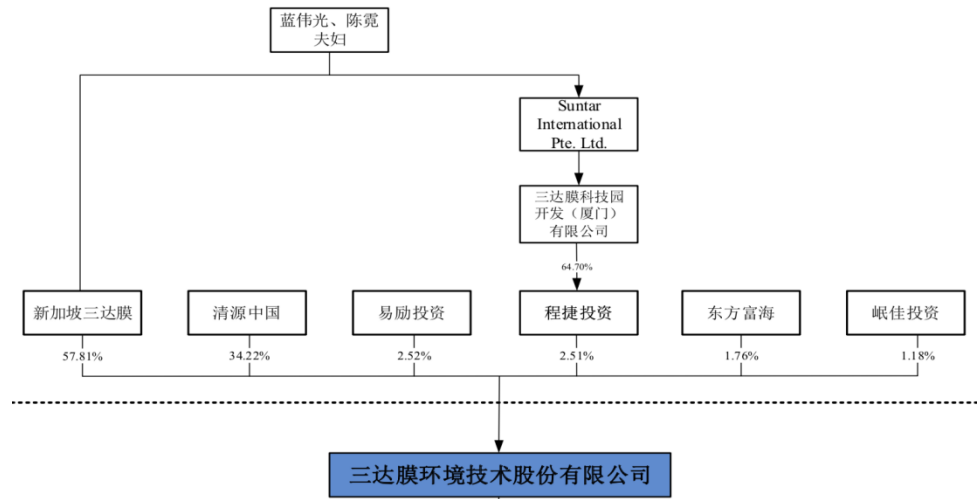 蓝伟光、陈霓
夫妇
Suntar
International
Pte. Ltd.
三达膜科技园
开发（厦门）
有限公司
64.70%
新加坡三达膜
清源中国
易励投资
程捷投资
东方富海
岷佳投资
57.81%
34.22%
2.52%
2.51%
1.76%
1.18%
三达膜环境技术股份有限公司